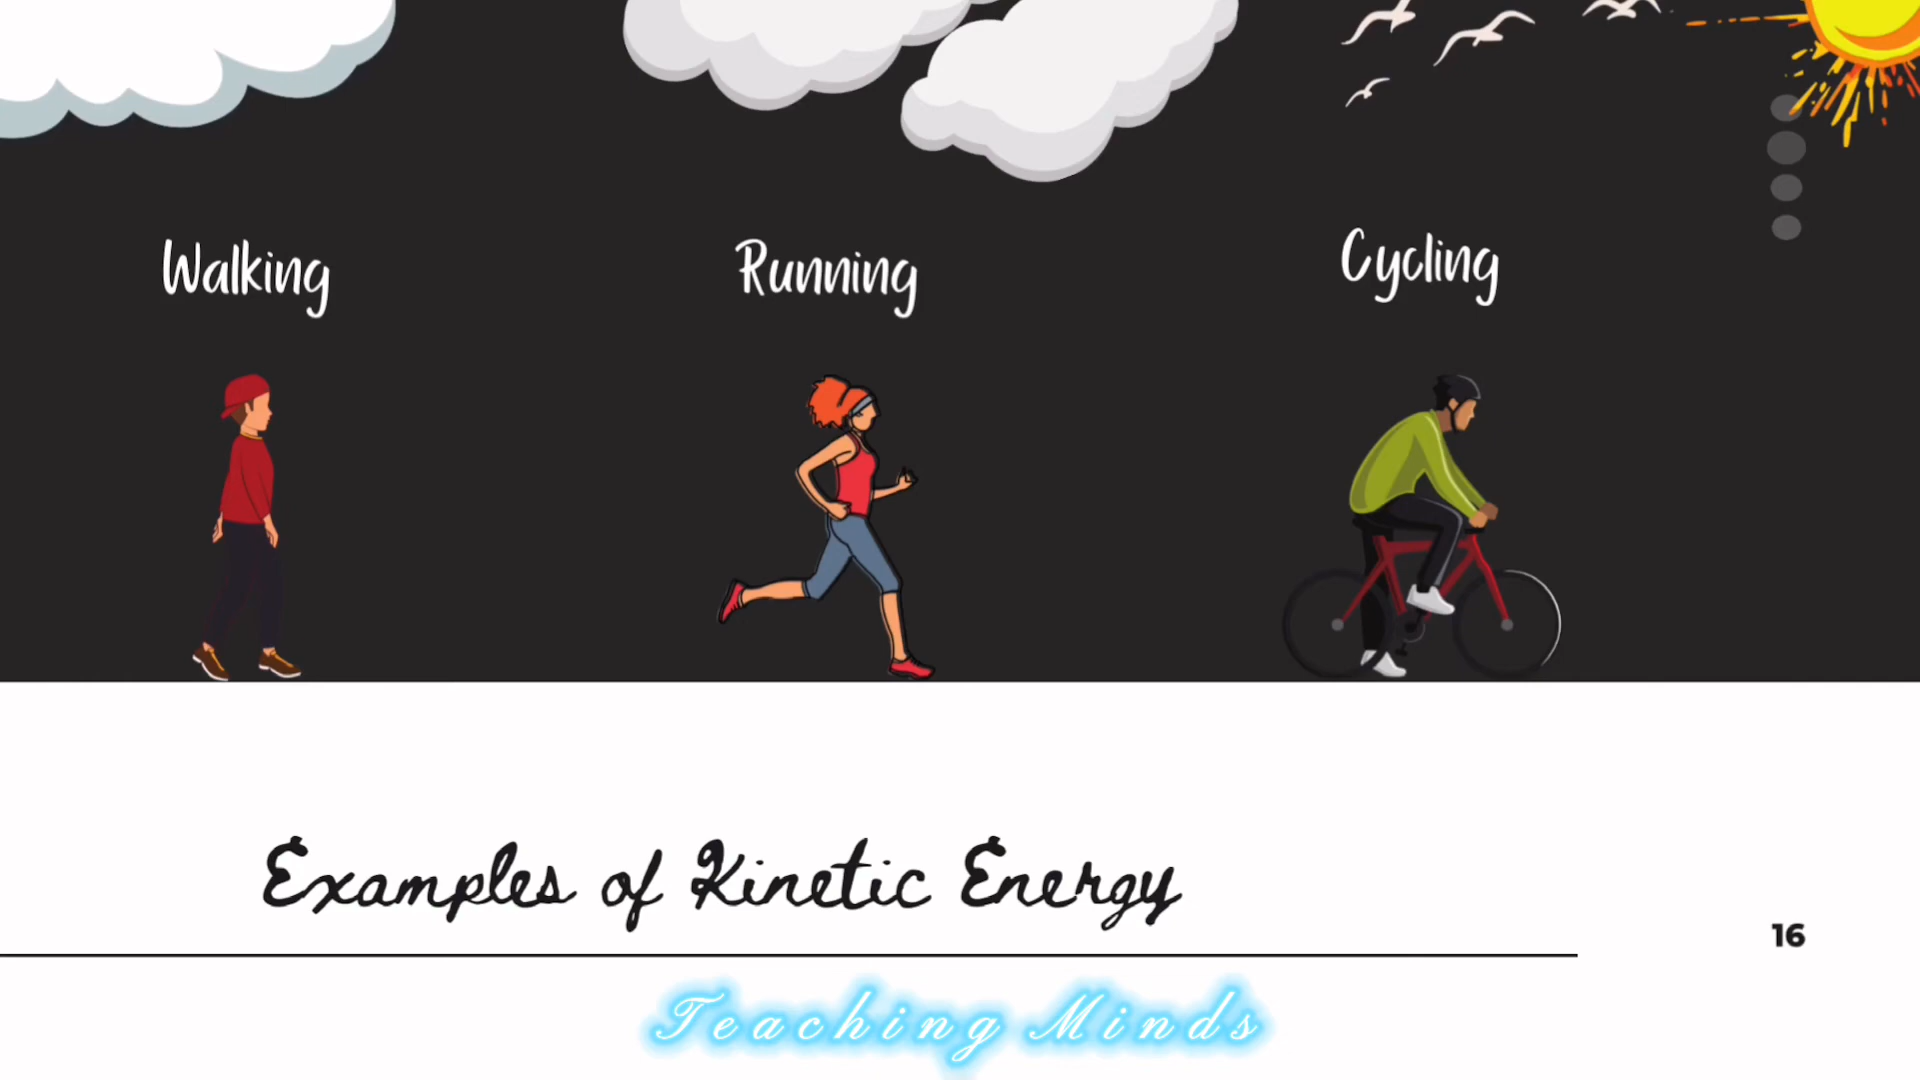 Walking
Running
Cycling
Examples of Kinetic Energy
16
Teaching Minds